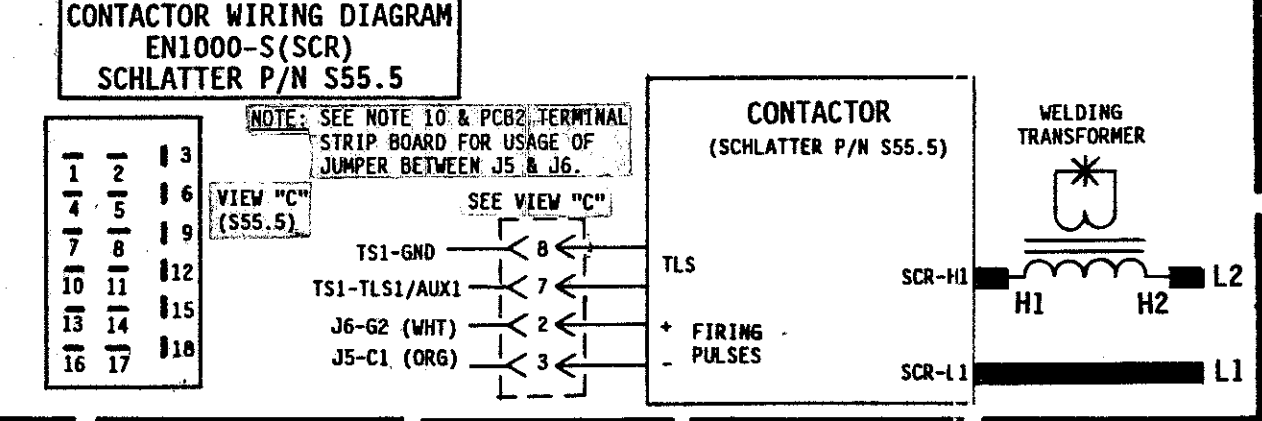 CONTACTOR WIRING DIAGRAM
EN1000-S(SCR)
SCHLATTER P/N S55.5
NOTE: SEE NOTE 10 & PCB2 TERMINAL
STRIP BOARD FOR USAGE OF
JUMPER BETWEEN J5 & J6.
1 2 3
4 5 6
7 8 9
10 11 12
13 14 15
16 17 18
VIEW "C"
(S55.5)
SEE VIEW "C"
TS1-GND 8
TS1-TLS1/AUX1 7
J6-G2 (WHT) 2
J5-C1 (ORG) 3
CONTACTOR
(SCHLATTER P/N S55.5)
TLS
+ FIRING
- PULSES
SCR-H1
SCR-L1
WELDING
TRANSFORMER
H1 H2 L2
L1